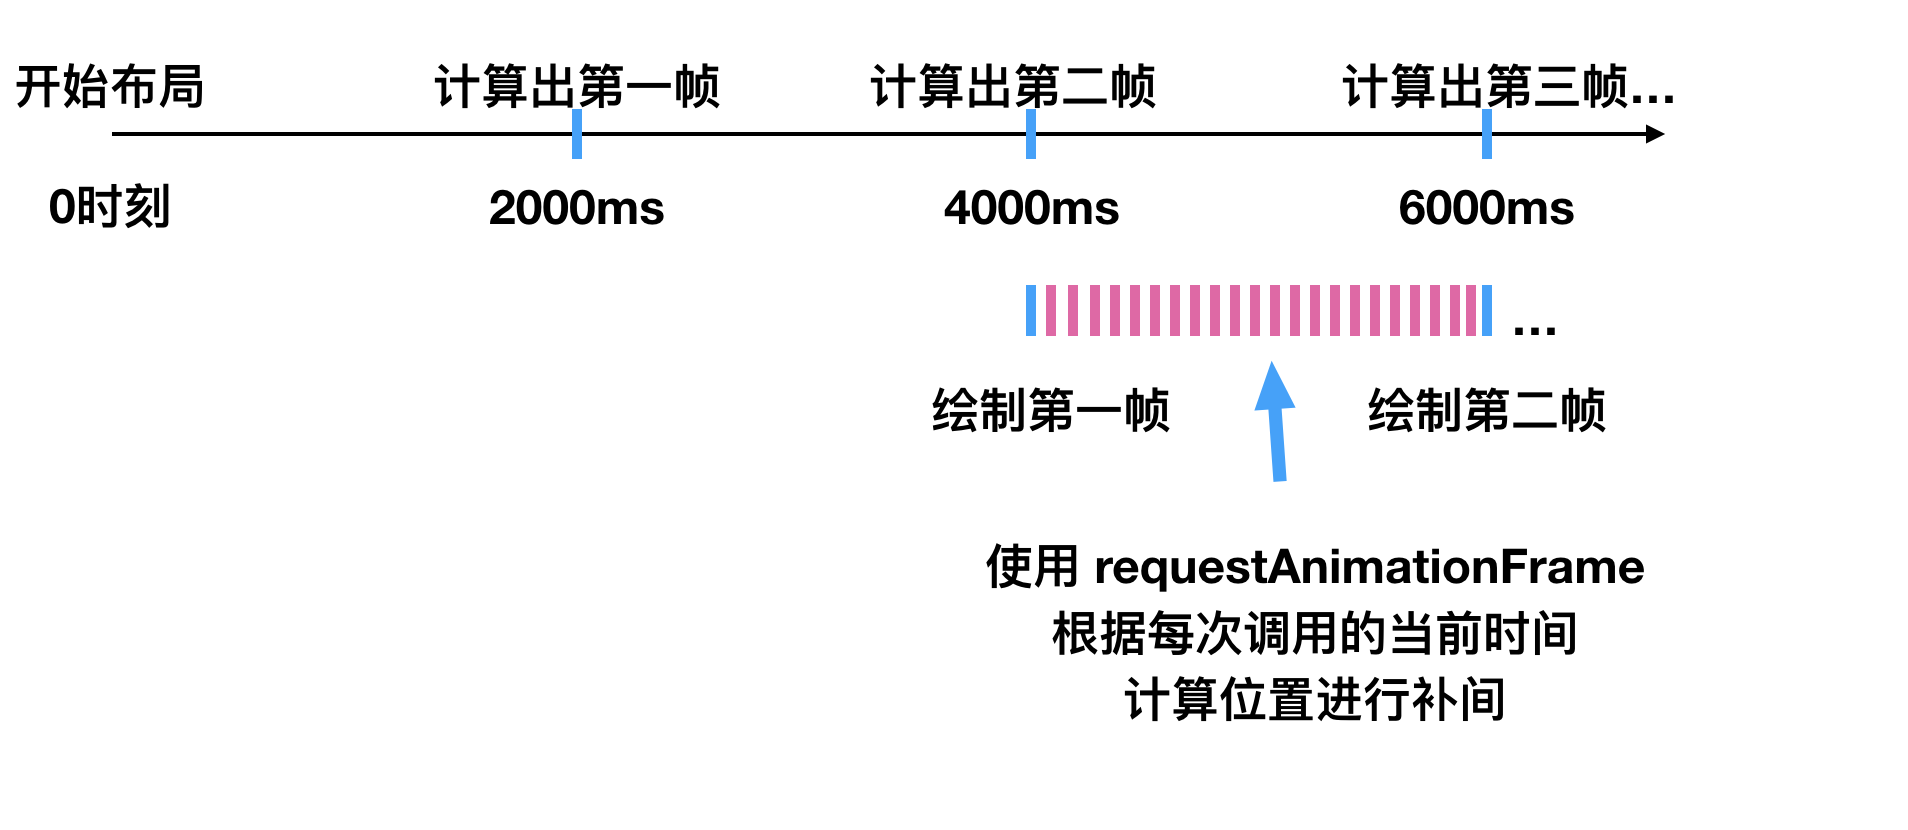 开始布局
计算出第一帧
计算出第二帧
计算出第三帧...
0时刻
2000ms
4000ms
6000ms
...
绘制第一帧
绘制第二帧
使用 requestAnimationFrame
根据每次调用的当前时间
计算位置进行补间